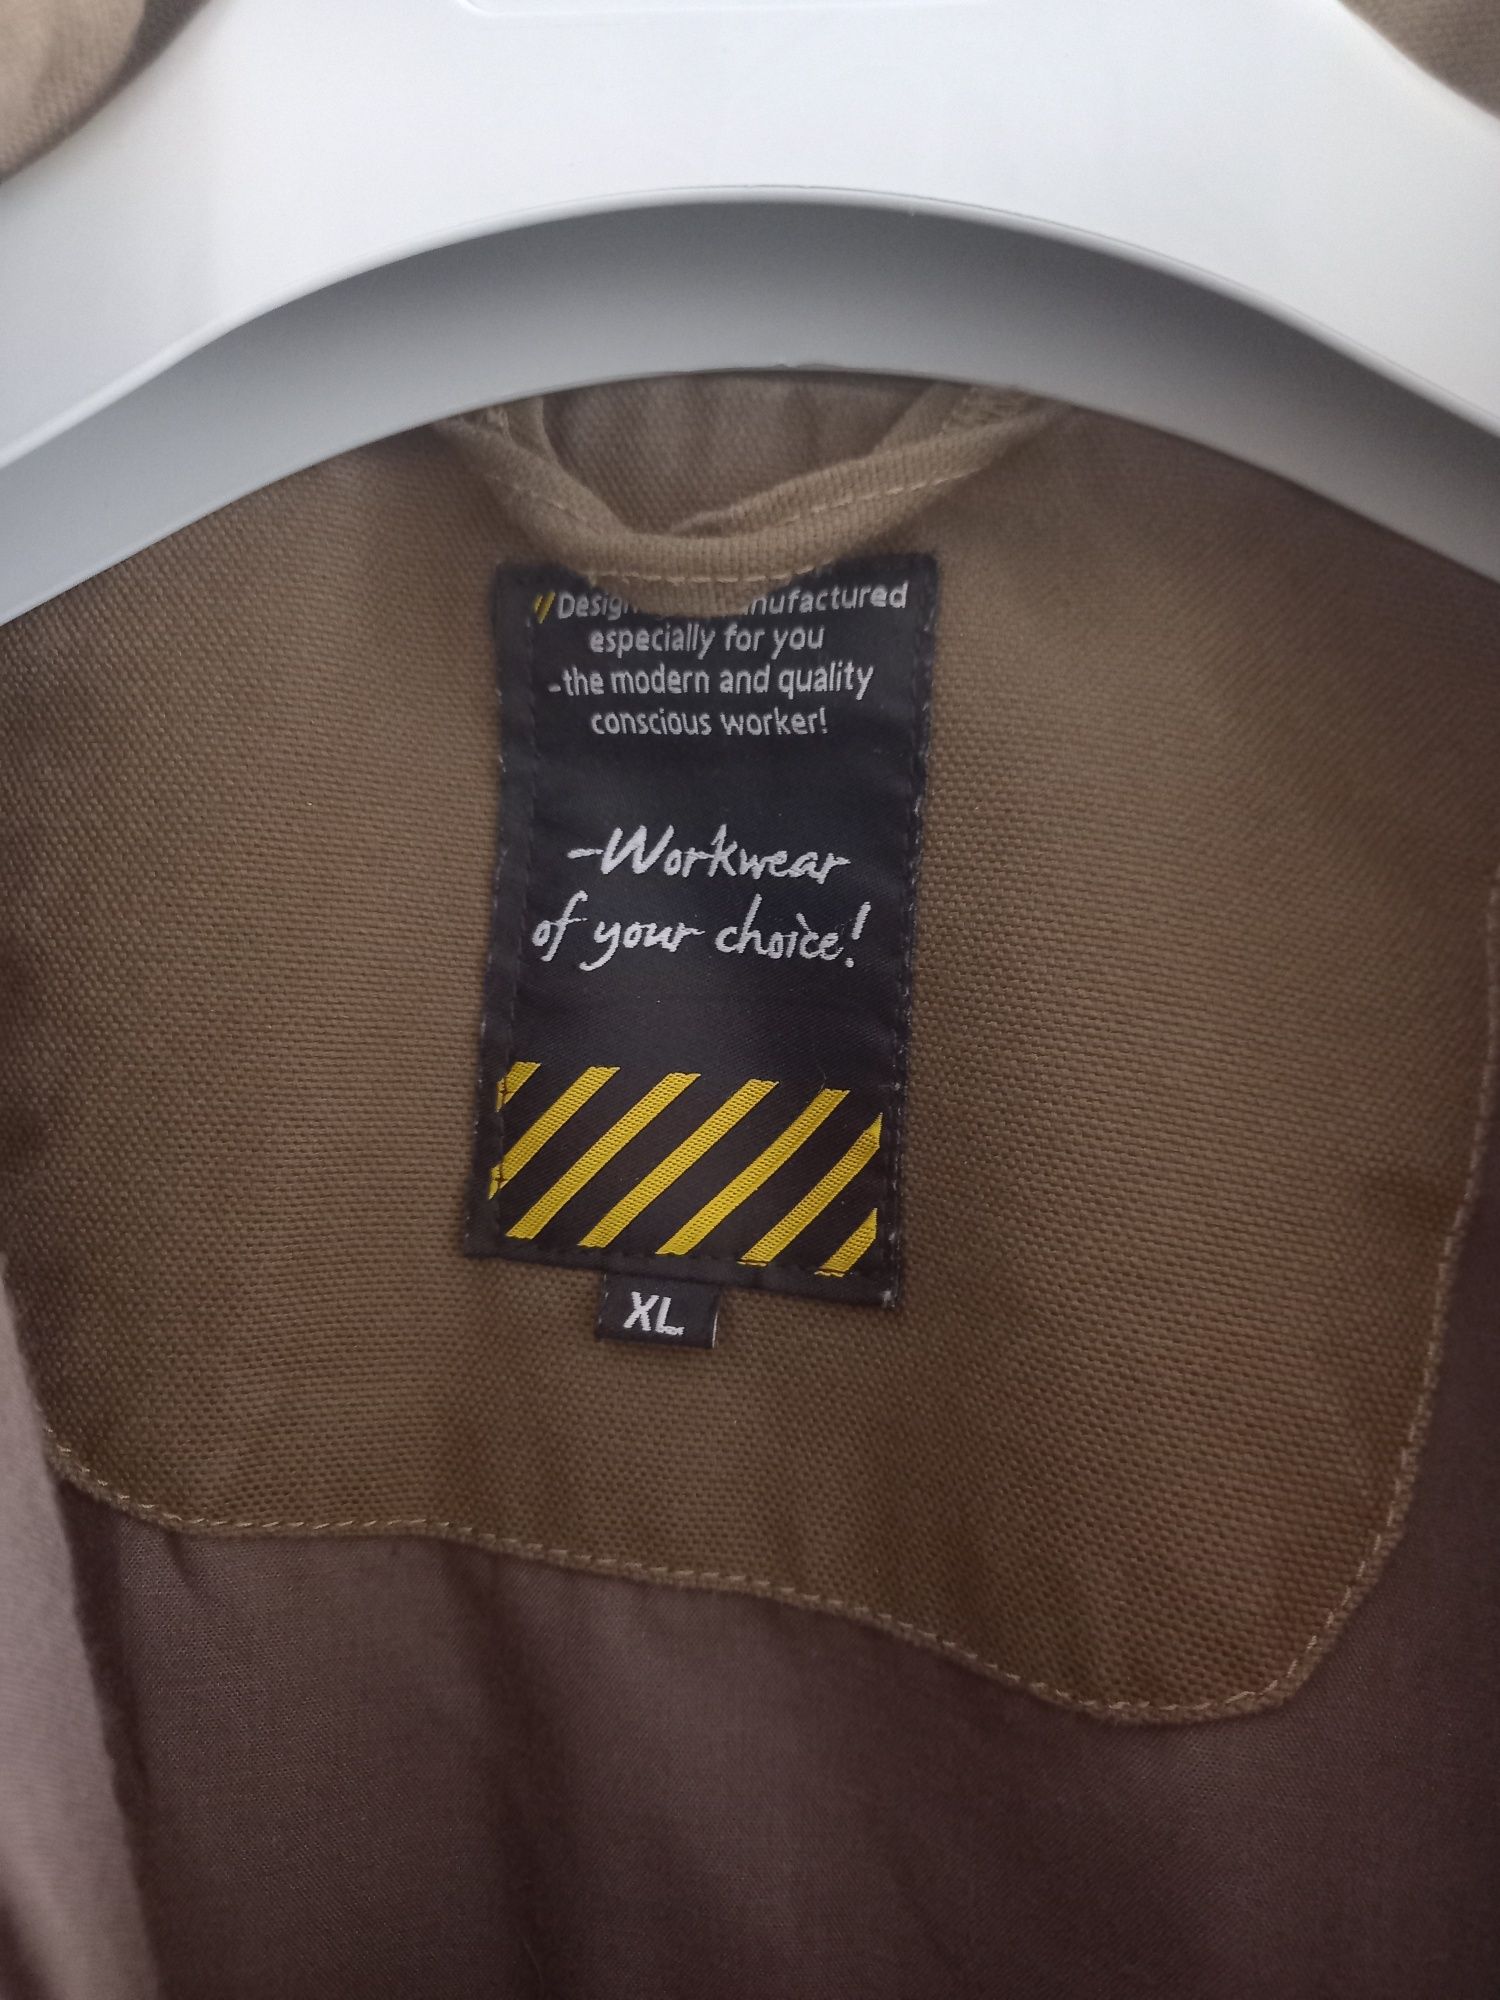 especially for you
-the modern and quality
conscious worker!
-Workwear
of your choice!
XL